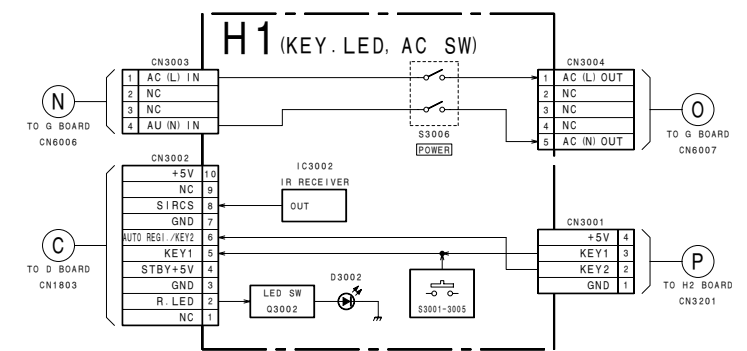 H1 (KEY. LED, AC SW)
CN3003
1 AC (L) IN
2 NC
3 NC
4 AU (N) IN
N
TO G BOARD
CN6006
S3006
POWER
CN3004
1 AC (L) OUT
2 NC
3 NC
4 NC
5 AC (N) OUT
O
TO G BOARD
CN6007
CN3002
+5V 10
NC 9
SIRCS 8
GND 7
AUTO REGI./KEY2 6
KEY1 5
STBY+5V 4
GND 3
R.LED 2
NC 1
C
TO D BOARD
CN1803
IC3002
IR RECEIVER
OUT
LED SW
Q3002
D3002
S3001-3005
CN3001
+5V 4
KEY1 3
KEY2 2
GND 1
P
TO H2 BOARD
CN3201